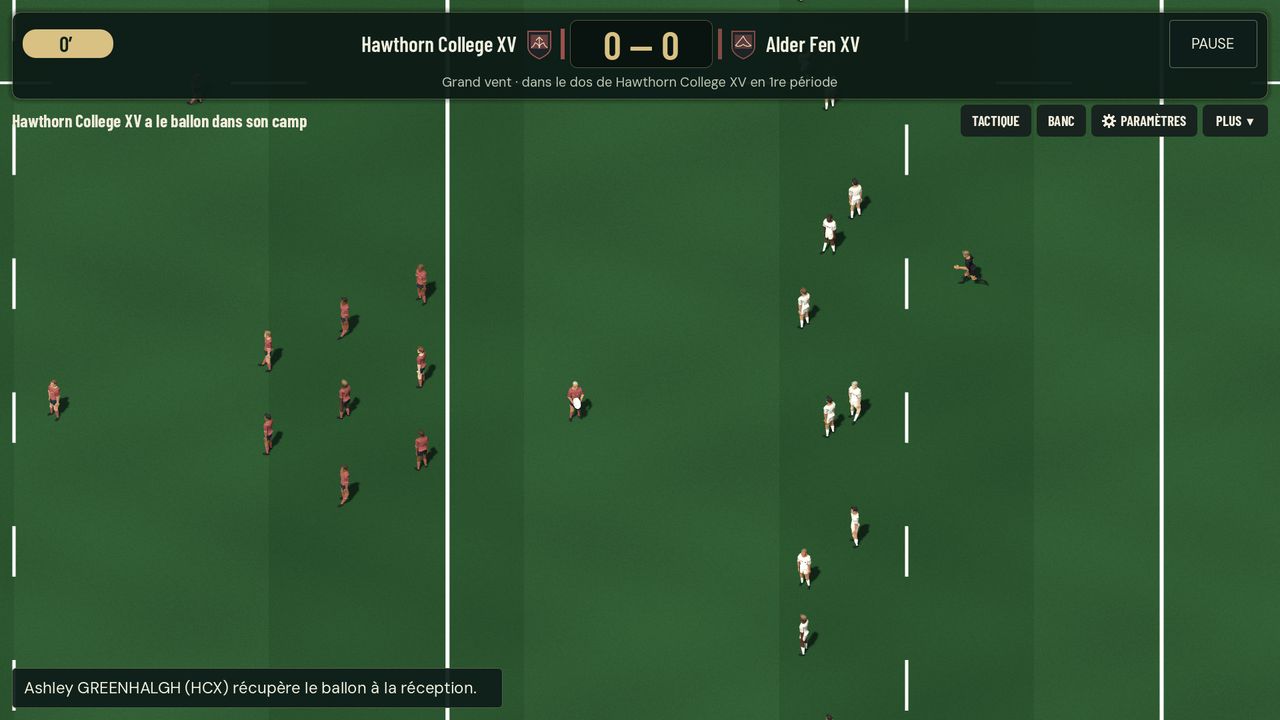 0’
Hawthorn College XV
0 – 0
Alder Fen XV
PAUSE
Grand vent · dans le dos de Hawthorn College XV en 1re période
Hawthorn College XV a le ballon dans son camp
TACTIQUE
BANC
PARAMÈTRES
PLUS ▼
Ashley GREENHALGH (HCX) récupère le ballon à la réception.